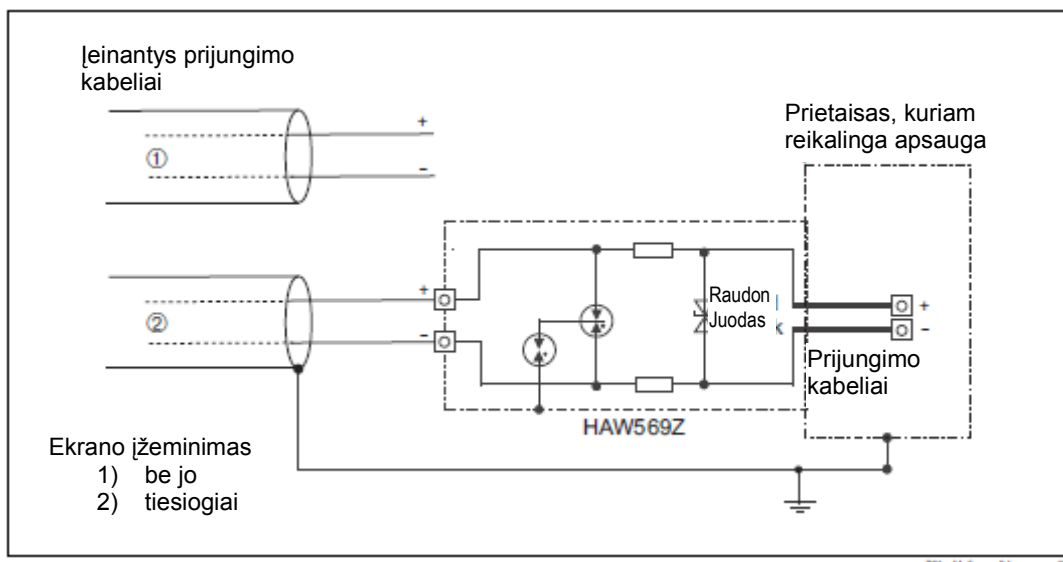 Įeinantys prijungimo
kabeliai
+
①
-
Prietaisas, kuriam
reikalinga apsauga
+
②
-
Raudon
Juodas
+
-
Prijungimo
kabeliai
HAW569Z
Ekrano įžeminimas
1) be jo
2) tiesiogiai